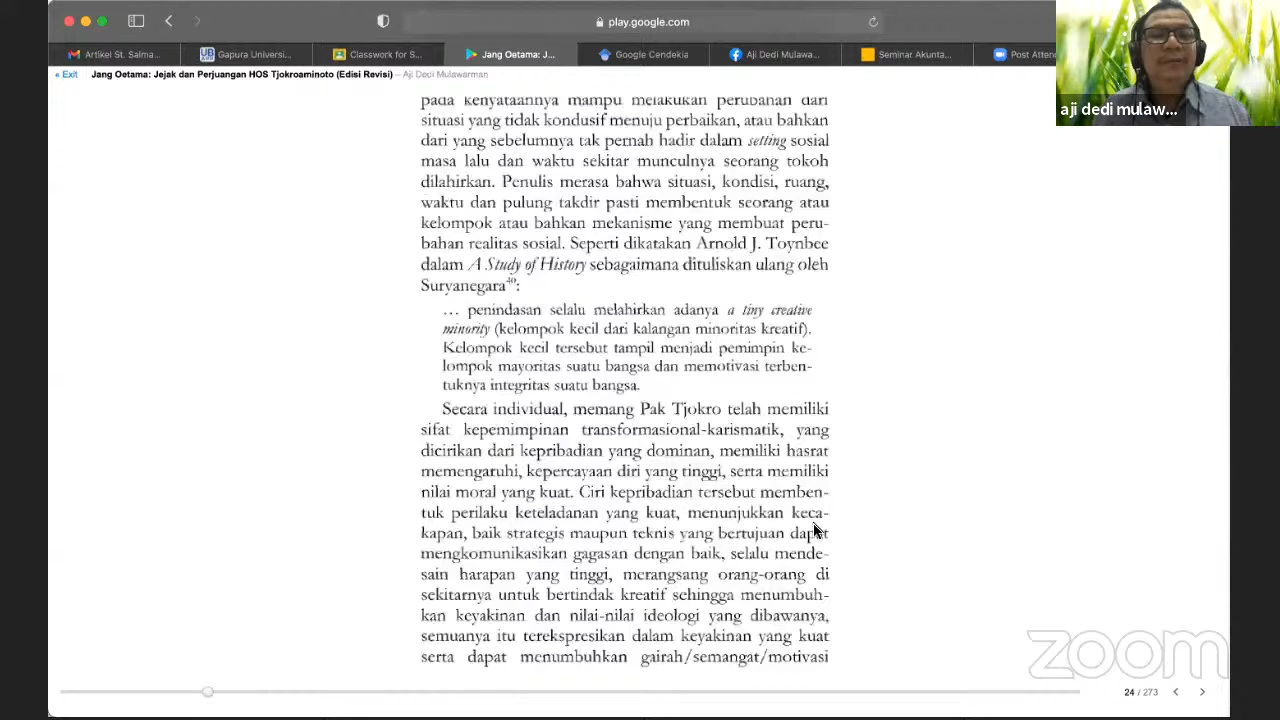 play.google.com
Artikel St. Salma...
UB Gapura Universi...
Classwork for S...
Jang Oetama: J...
Google Cendekia
Aji Dedi Mulawa...
Seminar Akunta...
Post Atten
« Exit Jang Oetama: Jejak dan Perjuangan HOS Tjokroaminoto (Edisi Revisi) – Aji Dedi Mulawarman
aji dedi mulaw...
pada kenyataannya mampu melakukan perubahan dari
situasi yang tidak kondusif menuju perbaikan, atau bahkan
dari yang sebelumnya tak pernah hadir dalam setting sosial
masa lalu dan waktu sekitar munculnya seorang tokoh
dilahirkan. Penulis merasa bahwa situasi, kondisi, ruang,
waktu dan pulung takdir pasti membentuk seorang atau
kelompok atau bahkan mekanisme yang membuat peru-
bahan realitas sosial. Seperti dikatakan Arnold J. Toynbee
dalam A Study of History sebagaimana dituliskan ulang oleh
Suryanegara40:
... penindasan selalu melahirkan adanya a tiny creative
minority (kelompok kecil dari kalangan minoritas kreatif).
Kelompok kecil tersebut tampil menjadi pemimpin ke-
lompok mayoritas suatu bangsa dan memotivasi terben-
tuknya integritas suatu bangsa.
Secara individual, memang Pak Tjokro telah memiliki
sifat kepemimpinan transformasional-karismatik, yang
dicirikan dari kepribadian yang dominan, memiliki hasrat
memengaruhi, kepercayaan diri yang tinggi, serta memiliki
nilai moral yang kuat. Ciri kepribadian tersebut memben-
tuk perilaku keteladanan yang kuat, menunjukkan keca-
kapan, baik strategis maupun teknis yang bertujuan dapat
mengkomunikasikan gagasan dengan baik, selalu mende-
sain harapan yang tinggi, merangsang orang-orang di
sekitarnya untuk bertindak kreatif sehingga menumbuh-
kan keyakinan dan nilai-nilai ideologi yang dibawanya,
semuanya itu terekspresikan dalam keyakinan yang kuat
serta dapat menumbuhkan gairah/semangat/motivasi
zoom
24 / 273